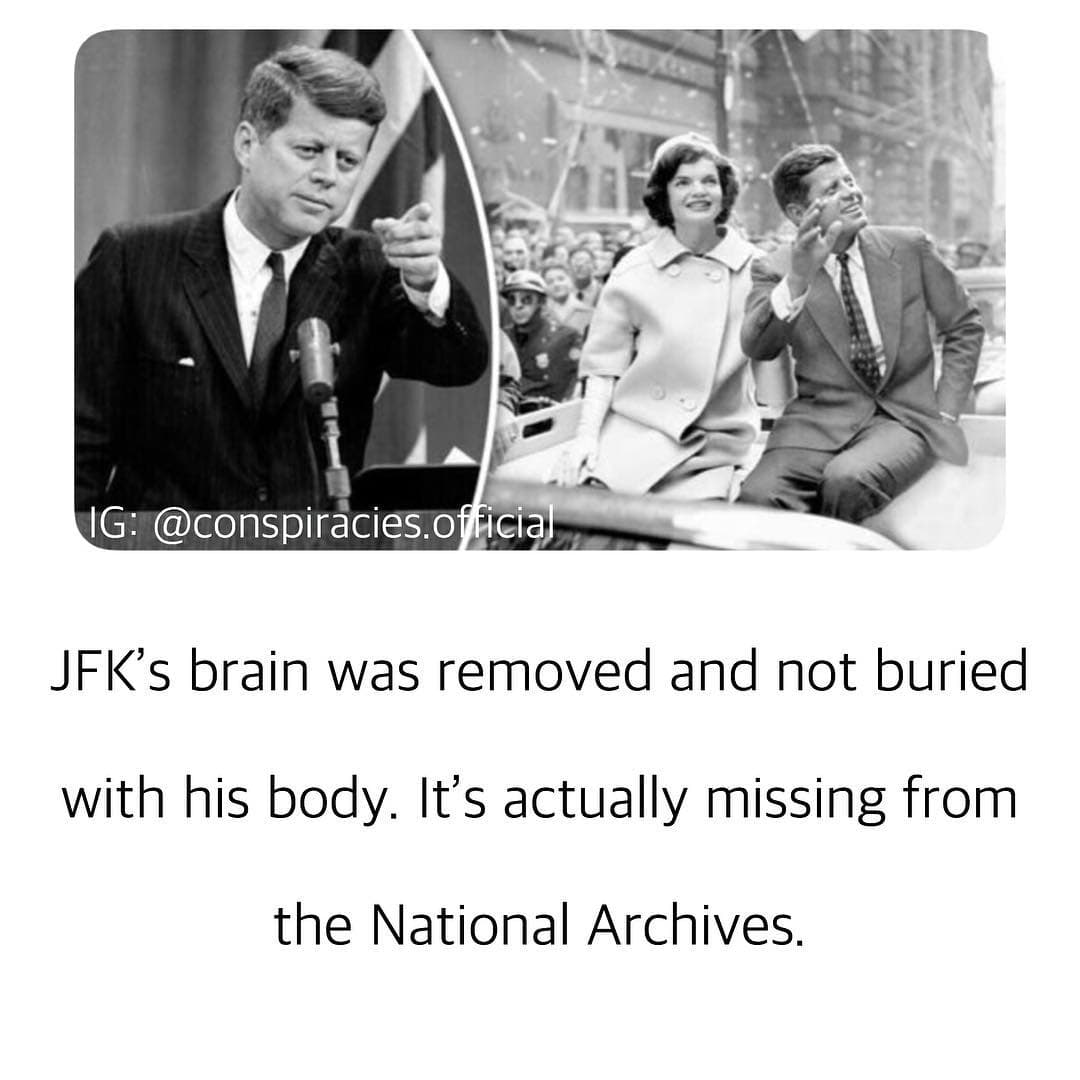 IG: @conspiracies.official
JFK’s brain was removed and not buried
with his body. It’s actually missing from
the National Archives.